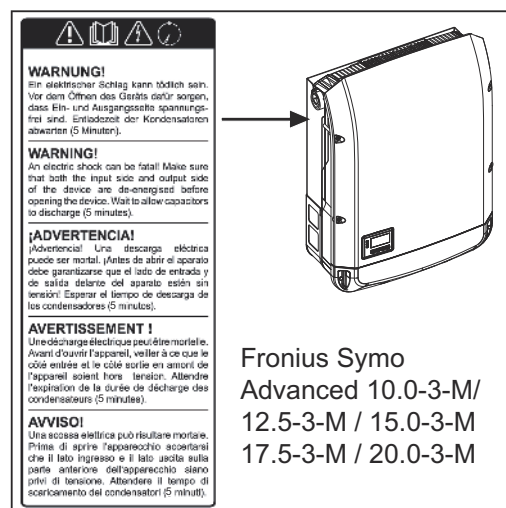 WARNUNG!
Ein elektrischer Schlag kann tödlich sein.
Vor dem Öffnen des Geräts dafür sorgen,
dass Ein- und Ausgangsseite spannungs-
frei sind. Entladezeit der Kondensatoren
abwarten (5 Minuten).
WARNING!
An electric shock can be fatal! Make sure
that both the input side and output side
of the device are de-energised before
opening the device. Wait to allow capacitors
to discharge (5 minutes).
¡ADVERTENCIA!
¡Advertencia! Una descarga eléctrica
puede ser mortal. ¡Antes de abrir el aparato
debe garantizarse que el lado de entrada y
de salida delante del aparato estén sin
tensión! Esperar el tiempo de descarga de
los condensadores (5 minutos).
AVERTISSEMENT !
Une décharge électrique peut être mortelle.
Avant d'ouvrir l'appareil, veiller à ce que le
côté entrée et le côté sortie en amont de
l'appareil soient hors tension. Attendre
l'expiration de la durée de décharge des
condensateurs (5 minutes).
AVVISO!
Una scossa elettrica può risultare mortale.
Prima di aprire l'apparecchio accertarsi
che il lato ingresso e il lato uscita sulla
parte anteriore dell'apparecchio siano
privi di tensione. Attendere il tempo di
scaricamento dei condensatori (5 minuti).
Fronius Symo
Advanced 10.0-3-M/
12.5-3-M / 15.0-3-M
17.5-3-M / 20.0-3-M